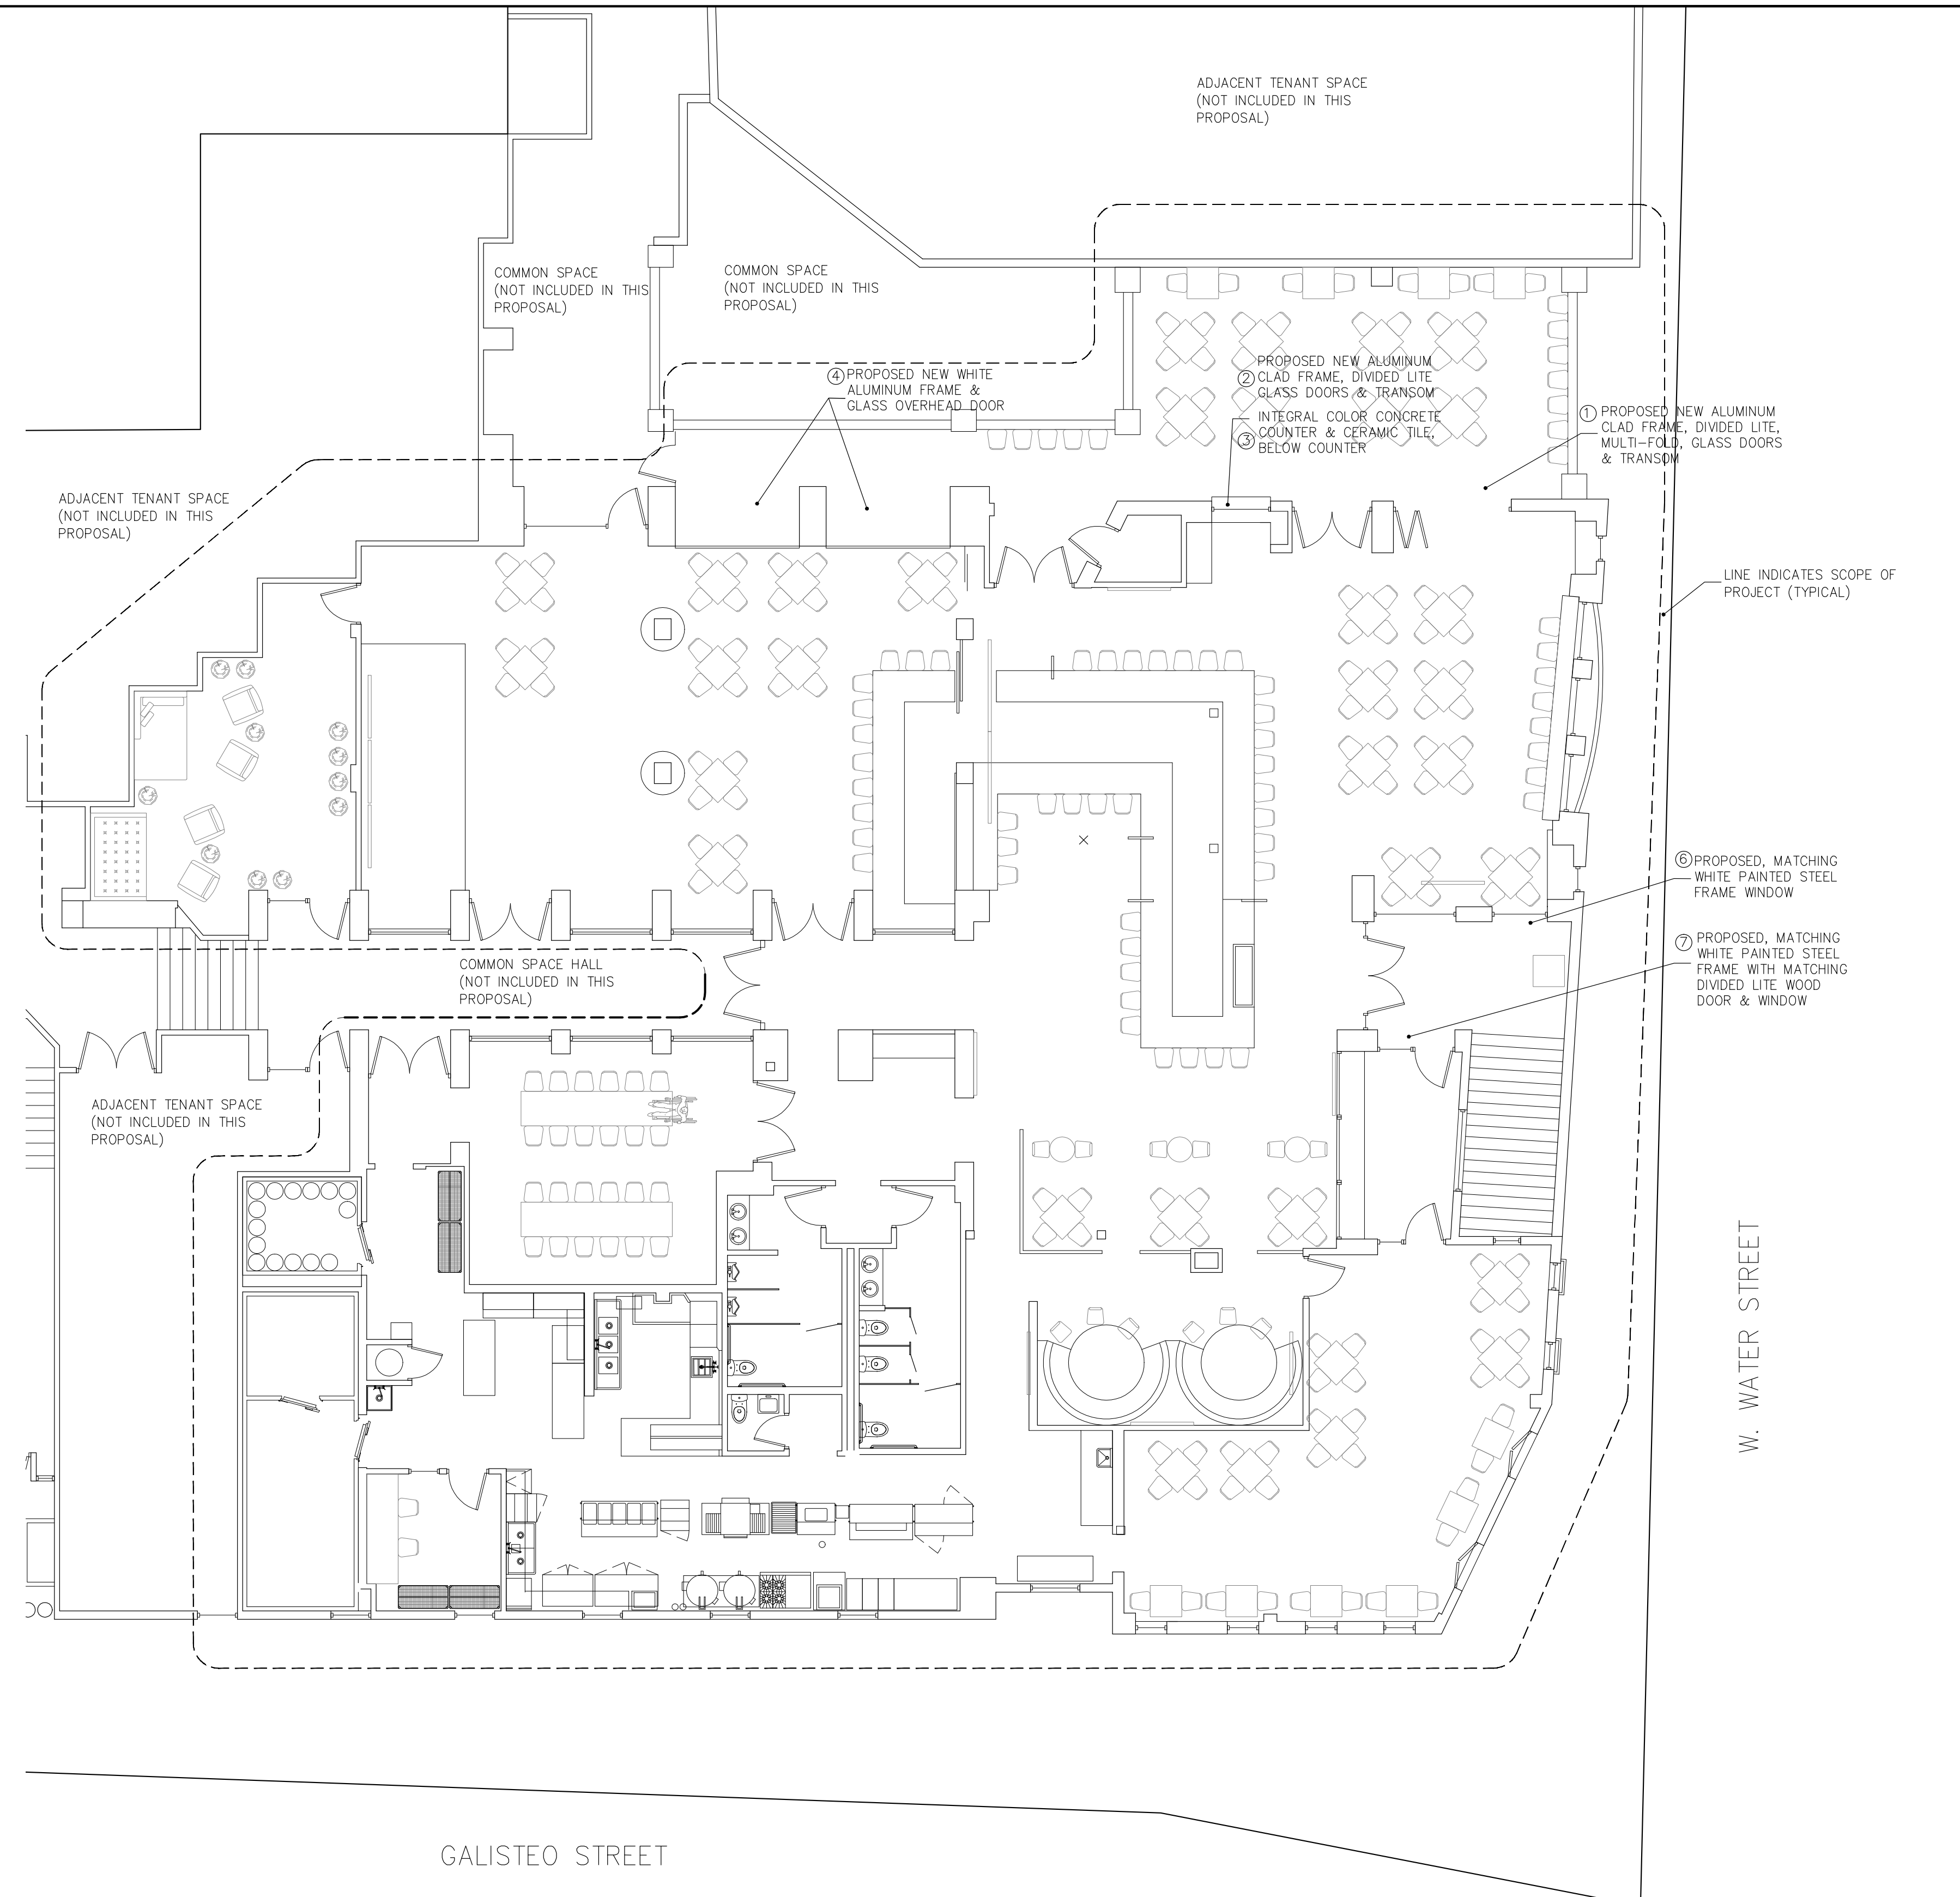 ADJACENT TENANT SPACE
(NOT INCLUDED IN THIS
PROPOSAL)
COMMON SPACE
(NOT INCLUDED IN THIS
PROPOSAL)
COMMON SPACE
(NOT INCLUDED IN THIS
PROPOSAL)
④ PROPOSED NEW WHITE
ALUMINUM FRAME &
GLASS OVERHEAD DOOR
PROPOSED NEW ALUMINUM
② CLAD FRAME, DIVIDED LITE
GLASS DOORS & TRANSOM
INTEGRAL COLOR CONCRETE
③ COUNTER & CERAMIC TILE,
BELOW COUNTER
① PROPOSED NEW ALUMINUM
CLAD FRAME, DIVIDED LITE,
MULTI-FOLD, GLASS DOORS
& TRANSOM
ADJACENT TENANT SPACE
(NOT INCLUDED IN THIS
PROPOSAL)
LINE INDICATES SCOPE OF
PROJECT (TYPICAL)
⑥ PROPOSED, MATCHING
WHITE PAINTED STEEL
FRAME WINDOW
⑦ PROPOSED, MATCHING
WHITE PAINTED STEEL
FRAME WITH MATCHING
DIVIDED LITE WOOD
DOOR & WINDOW
COMMON SPACE HALL
(NOT INCLUDED IN THIS
PROPOSAL)
ADJACENT TENANT SPACE
(NOT INCLUDED IN THIS
PROPOSAL)
W. WATER STREET
GALISTEO STREET